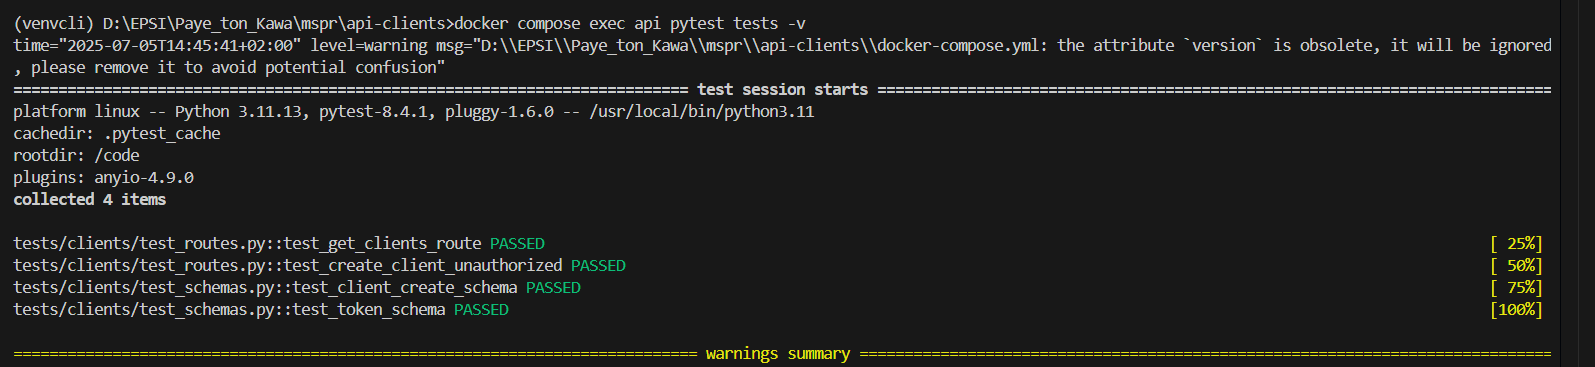 (venvcli) D:\EPSI\Paye_ton_Kawa\mspr\api-clients>docker compose exec api pytest tests -v
time="2025-07-05T14:45:41+02:00" level=warning msg="D:\\EPSI\\Paye_ton_Kawa\\mspr\\api-clients\\docker-compose.yml: the attribute `version` is obsolete, it will be ignored
, please remove it to avoid potential confusion"
=========================================================================== test session starts ===========================================================================
platform linux -- Python 3.11.13, pytest-8.4.1, pluggy-1.6.0 -- /usr/local/bin/python3.11
cachedir: .pytest_cache
rootdir: /code
plugins: anyio-4.9.0
collected 4 items
tests/clients/test_routes.py::test_get_clients_route PASSED [ 25%]
tests/clients/test_routes.py::test_create_client_unauthorized PASSED [ 50%]
tests/clients/test_schemas.py::test_client_create_schema PASSED [ 75%]
tests/clients/test_schemas.py::test_token_schema PASSED [100%]
============================================================================ warnings summary =============================================================================